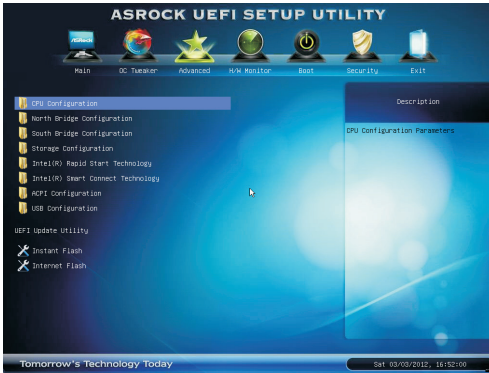 ASROCK UEFI SETUP UTILITY
ASRock
Main OC Tweaker Advanced H/W Monitor Boot Security Exit
CPU Configuration
North Bridge Configuration
South Bridge Configuration
Storage Configuration
Intel(R) Rapid Start Technology
Intel(R) Smart Connect Technology
ACPI Configuration
USB Configuration
UEFI Update Utility
Instant Flash
Internet Flash
Description
CPU Configuration Parameters
Tomorrow's Technology Today
Sat 03/03/2012, 16:52:00